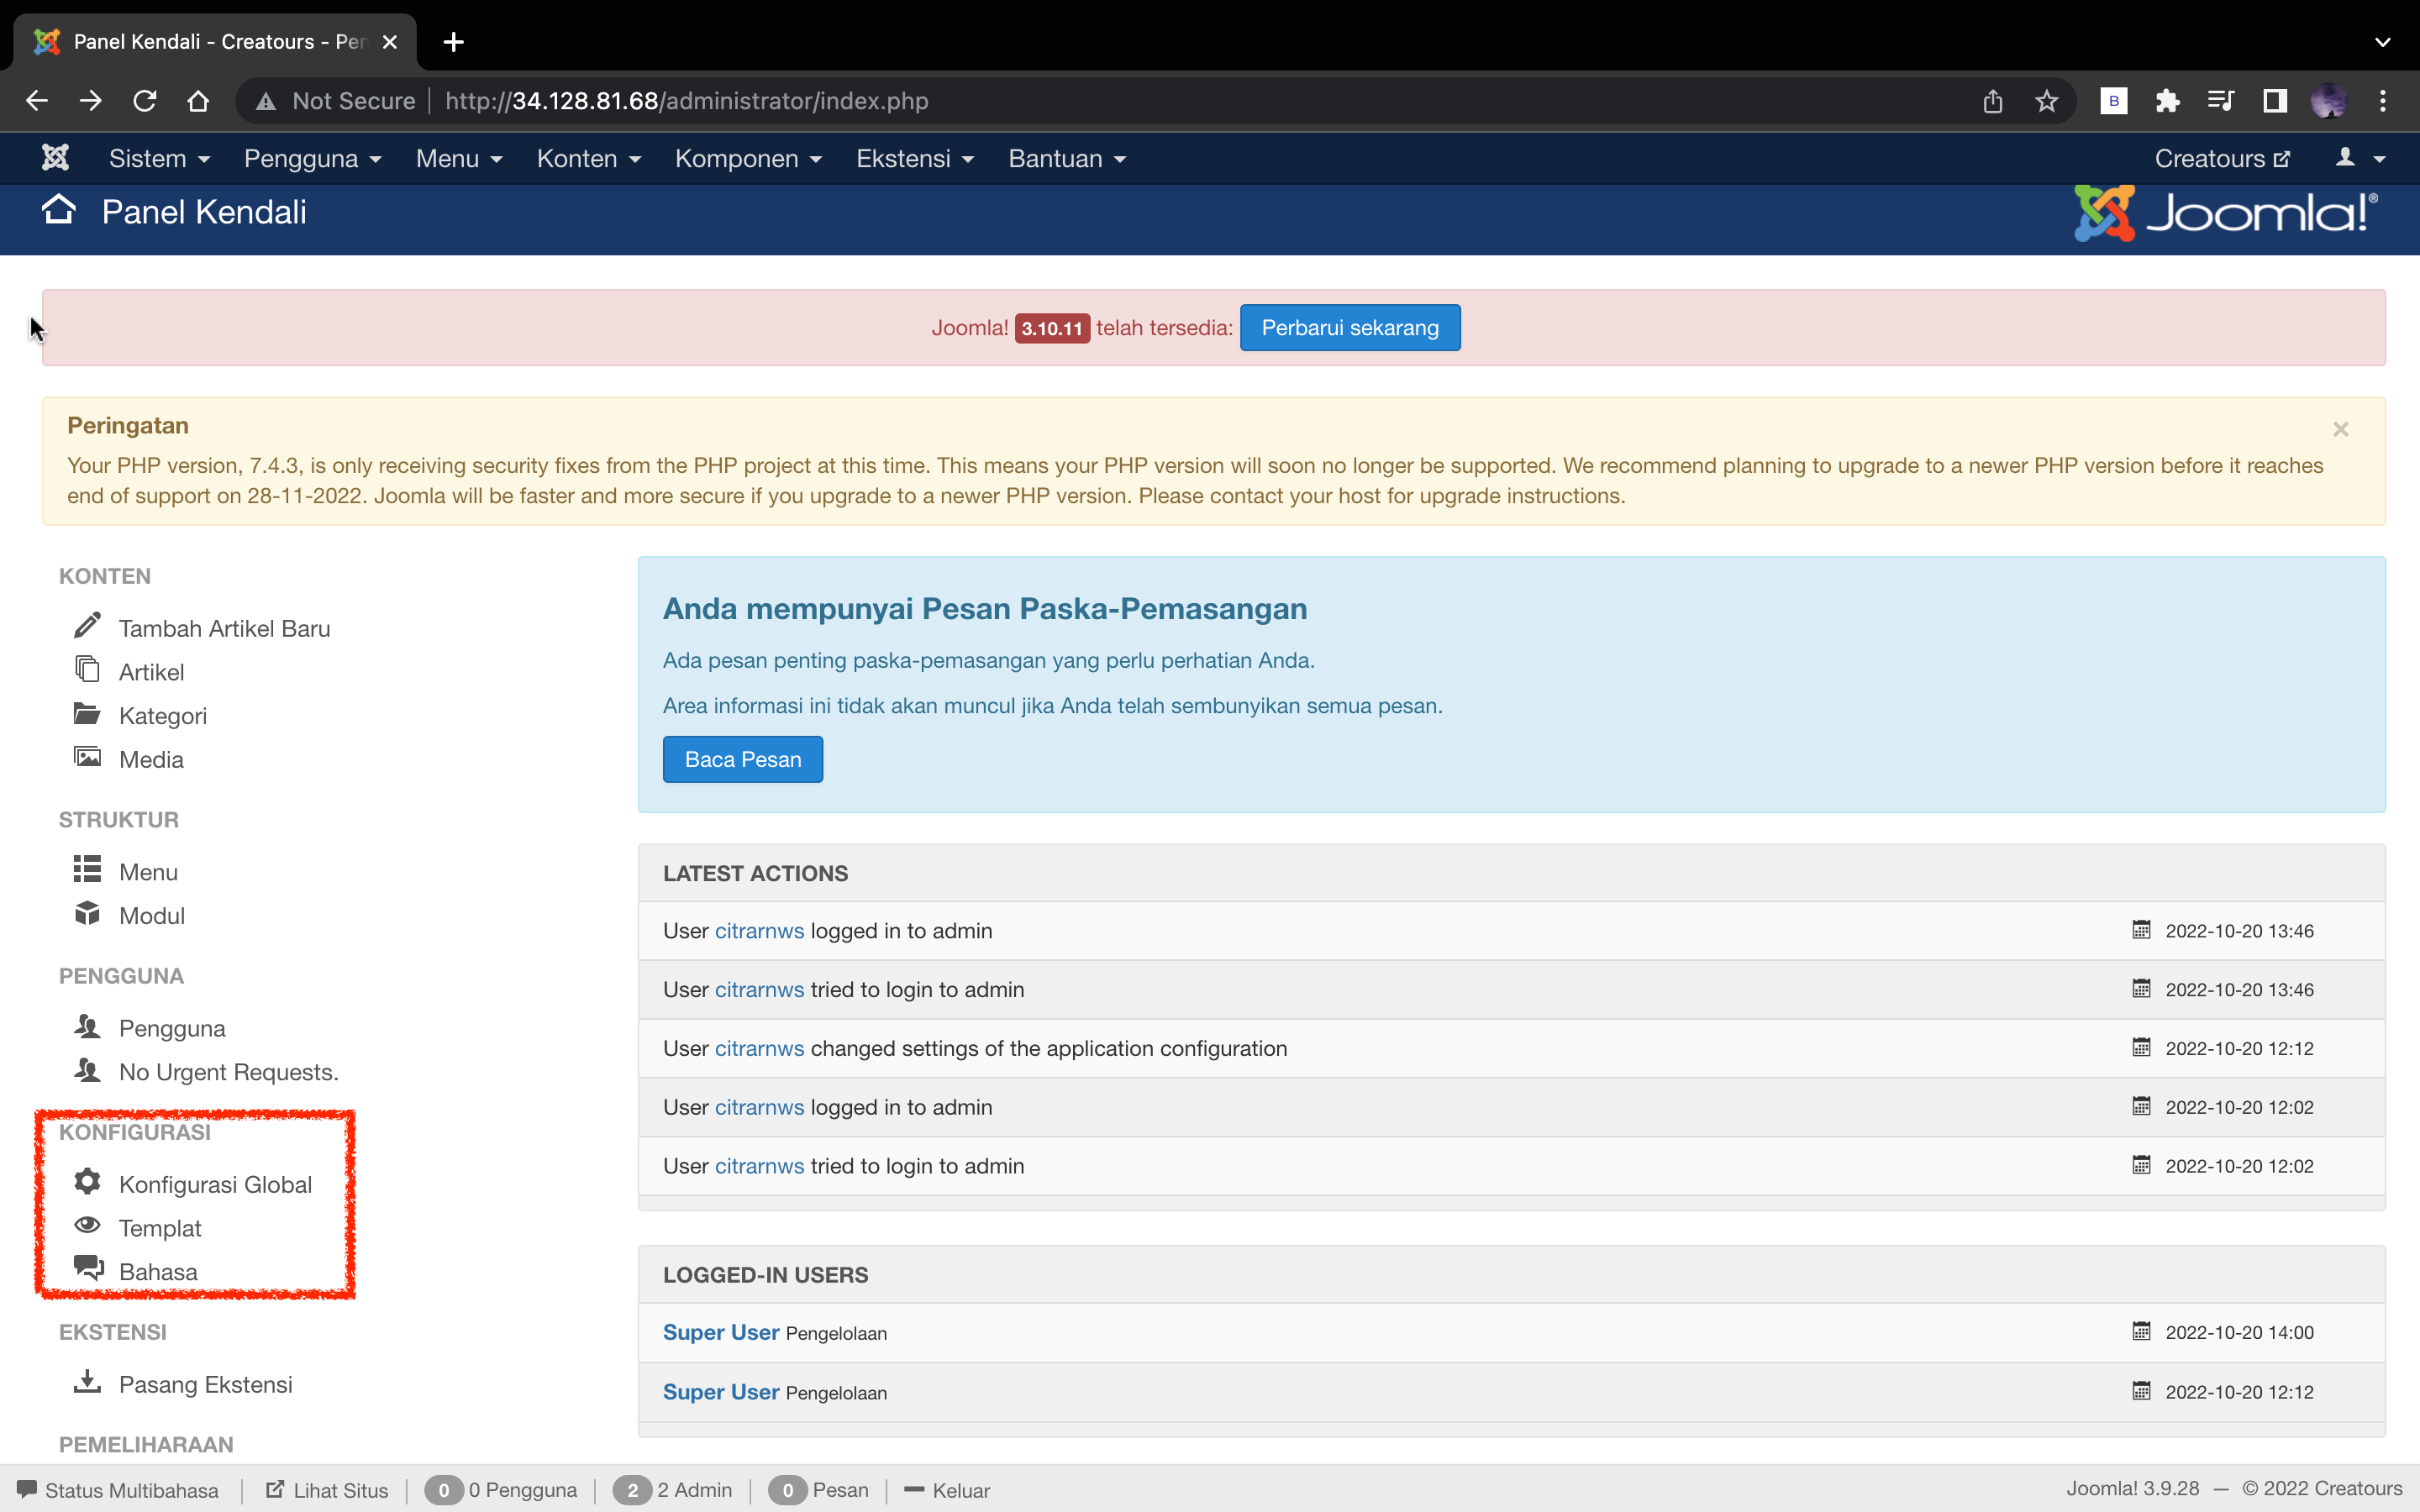 Panel Kendali - Creatours - Per
Not Secure http://34.128.81.68/administrator/index.php
B
Sistem Pengguna Menu Konten Komponen Ekstensi Bantuan Creatours
Panel Kendali Joomla!®
Joomla! 3.10.11 telah tersedia: Perbarui sekarang
Peringatan
Your PHP version, 7.4.3, is only receiving security fixes from the PHP project at this time. This means your PHP version will soon no longer be supported. We recommend planning to upgrade to a newer PHP version before it reaches
end of support on 28-11-2022. Joomla will be faster and more secure if you upgrade to a newer PHP version. Please contact your host for upgrade instructions.
KONTEN
Tambah Artikel Baru
Artikel
Kategori
Media
STRUKTUR
Menu
Modul
PENGGUNA
Pengguna
No Urgent Requests.
KONFIGURASI
Konfigurasi Global
Templat
Bahasa
EKSTENSI
Pasang Ekstensi
PEMELIHARAAN
Anda mempunyai Pesan Paska-Pemasangan
Ada pesan penting paska-pemasangan yang perlu perhatian Anda.
Area informasi ini tidak akan muncul jika Anda telah sembunyikan semua pesan.
Baca Pesan
LATEST ACTIONS
User citrarnws logged in to admin 2022-10-20 13:46
User citrarnws tried to login to admin 2022-10-20 13:46
User citrarnws changed settings of the application configuration 2022-10-20 12:12
User citrarnws logged in to admin 2022-10-20 12:02
User citrarnws tried to login to admin 2022-10-20 12:02
LOGGED-IN USERS
Super User Pengelolaan 2022-10-20 14:00
Super User Pengelolaan 2022-10-20 12:12
Status Multibahasa Lihat Situs 0 0 Pengguna 2 2 Admin 0 Pesan Keluar Joomla! 3.9.28 — © 2022 Creatours